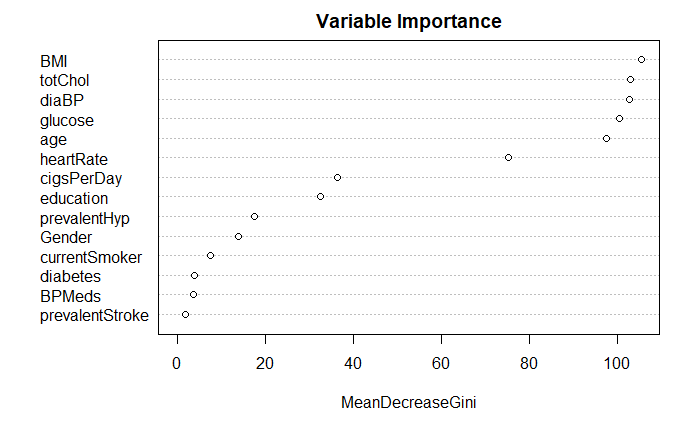 Variable Importance
BMI
totChol
diaBP
glucose
age
heartRate
cigsPerDay
education
prevalentHyp
Gender
currentSmoker
diabetes
BPMeds
prevalentStroke
0 20 40 60 80 100
MeanDecreaseGini